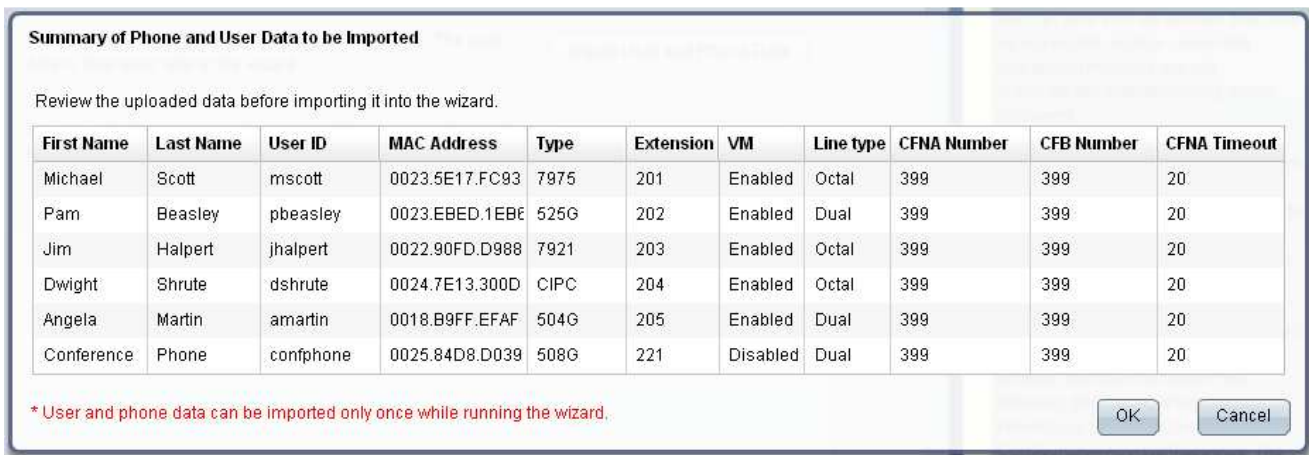 Summary of Phone and User Data to be Imported
Review the uploaded data before importing it into the wizard.
First Name Last Name User ID MAC Address Type Extension VM Line type CFNA Number CFB Number CFNA Timeout
Michael Scott mscott 0023.5E17.FC93 7975 201 Enabled Octal 399 399 20
Pam Beasley pbeasley 0023.EBED.1EB6 525G 202 Enabled Dual 399 399 20
Jim Halpert jhalpert 0022.90FD.D988 7921 203 Enabled Octal 399 399 20
Dwight Shrute dshrute 0024.7E13.300D CIPC 204 Enabled Octal 399 399 20
Angela Martin amartin 0018.B9FF.EFAF 504G 205 Enabled Dual 399 399 20
Conference Phone confphone 0025.84D8.D039 508G 221 Disabled Dual 399 399 20
* User and phone data can be imported only once while running the wizard.
OK Cancel